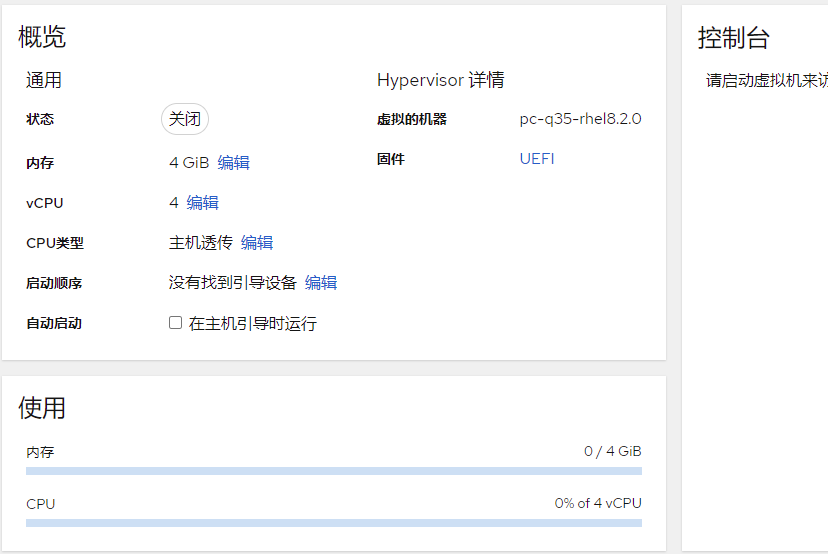 概览
通用
状态 关闭
内存 4 GiB 编辑
vCPU 4 编辑
CPU类型 主机透传 编辑
启动顺序 没有找到引导设备 编辑
自动启动 在主机引导时运行
Hypervisor 详情
虚拟的机器 pc-q35-rhel8.2.0
固件 UEFI
使用
内存 0 / 4 GiB
CPU 0% of 4 vCPU
控制台
请启动虚拟机来